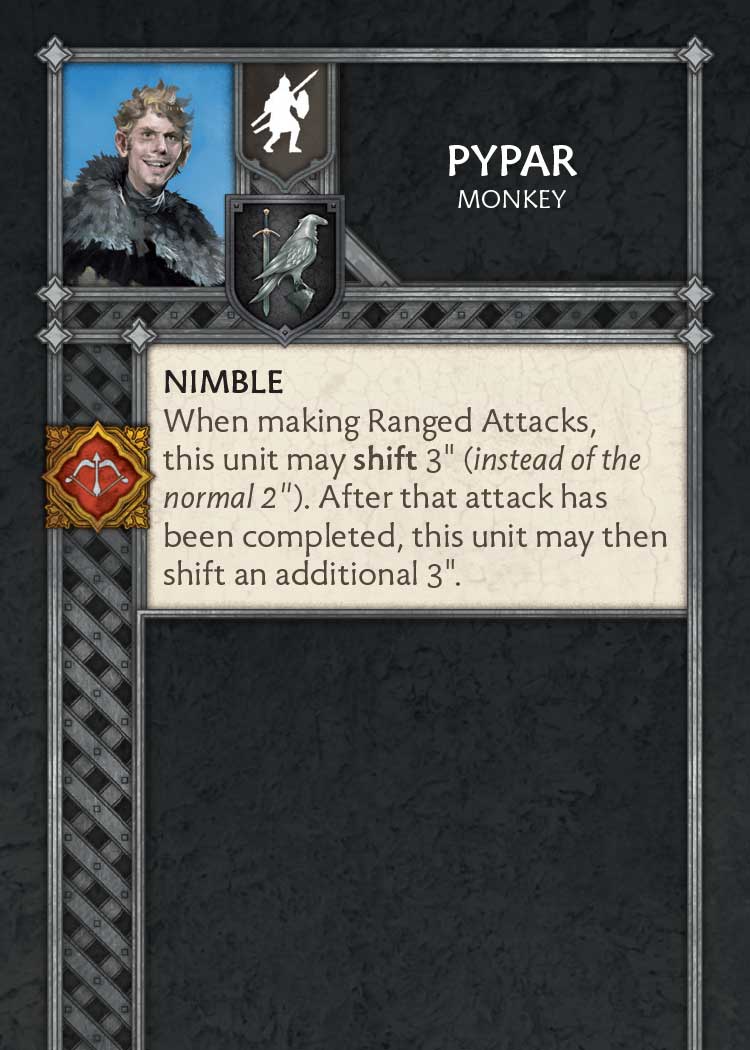 PYPAR
MONKEY
NIMBLE
When making Ranged Attacks,
this unit may shift 3" (instead of the
normal 2"). After that attack has
been completed, this unit may then
shift an additional 3".